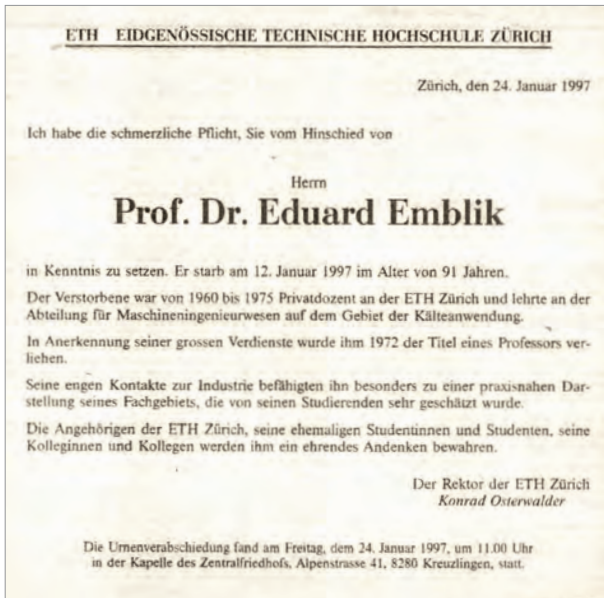 ETH EIDGENÖSSISCHE TECHNISCHE HOCHSCHULE ZÜRICH
Zürich, den 24. Januar 1997
Ich habe die schmerzliche Pflicht, Sie vom Hinschied von
Herrn
Prof. Dr. Eduard Emblik
in Kenntnis zu setzen. Er starb am 12. Januar 1997 im Alter von 91 Jahren.
Der Verstorbene war von 1960 bis 1975 Privatdozent an der ETH Zürich und lehrte an der
Abteilung für Maschineningenieurwesen auf dem Gebiet der Kälteanwendung.
In Anerkennung seiner grossen Verdienste wurde ihm 1972 der Titel eines Professors ver-
liehen.
Seine engen Kontakte zur Industrie befähigten ihn besonders zu einer praxisnahen Dar-
stellung seines Fachgebiets, die von seinen Studierenden sehr geschätzt wurde.
Die Angehörigen der ETH Zürich, seine ehemaligen Studentinnen und Studenten, seine
Kolleginnen und Kollegen werden ihm ein ehrendes Andenken bewahren.
Der Rektor der ETH Zürich
Konrad Osterwalder
Die Urnenverabschiedung fand am Freitag, dem 24. Januar 1997, um 11.00 Uhr
in der Kapelle des Zentralfriedhofs, Alpenstrasse 41, 8280 Kreuzlingen, statt.